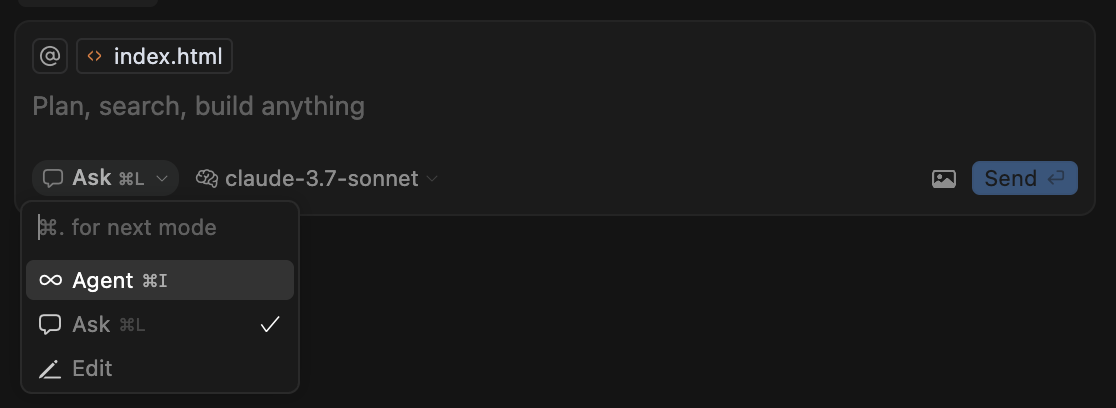 @ <> index.html
Plan, search, build anything
Ask ⌘L claude-3.7-sonnet Send
⌘. for next mode
Agent ⌘I
Ask ⌘L
Edit